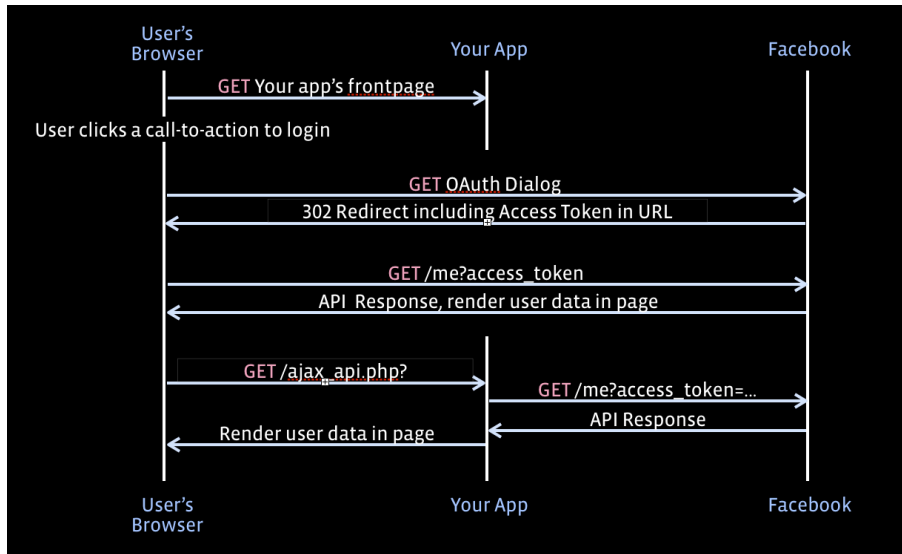 User's
Browser
Your App
Facebook
GET Your app's frontpage
User clicks a call-to-action to login
GET OAuth Dialog
302 Redirect including Access Token in URL
GET /me?access_token
API Response, render user data in page
GET /ajax_api.php?
GET /me?access_token=...
API Response
Render user data in page
User's
Browser
Your App
Facebook